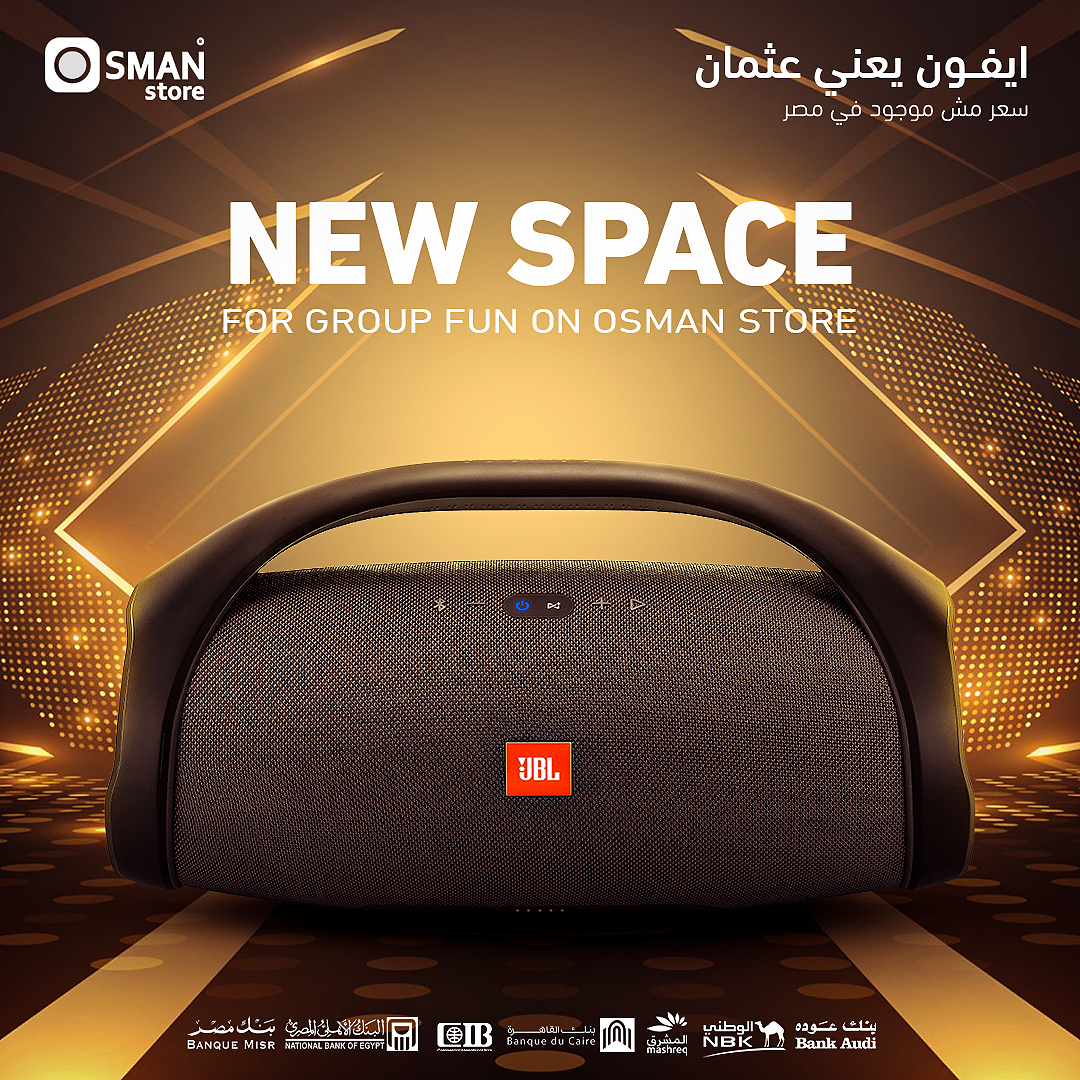 OSMAN
store
ايفون يعني عثمان
سعر مش موجود في مصر
NEW SPACE
FOR GROUP FUN ON OSMAN STORE
JBL
بنك مصر
BANQUE MISR
البنك الأهلي المصري
NATIONAL BANK OF EGYPT
CIB
بنك القاهرة
Banque du Caire
المشرق
mashreq
الوطني
NBK
بنك عوده
Bank Audi